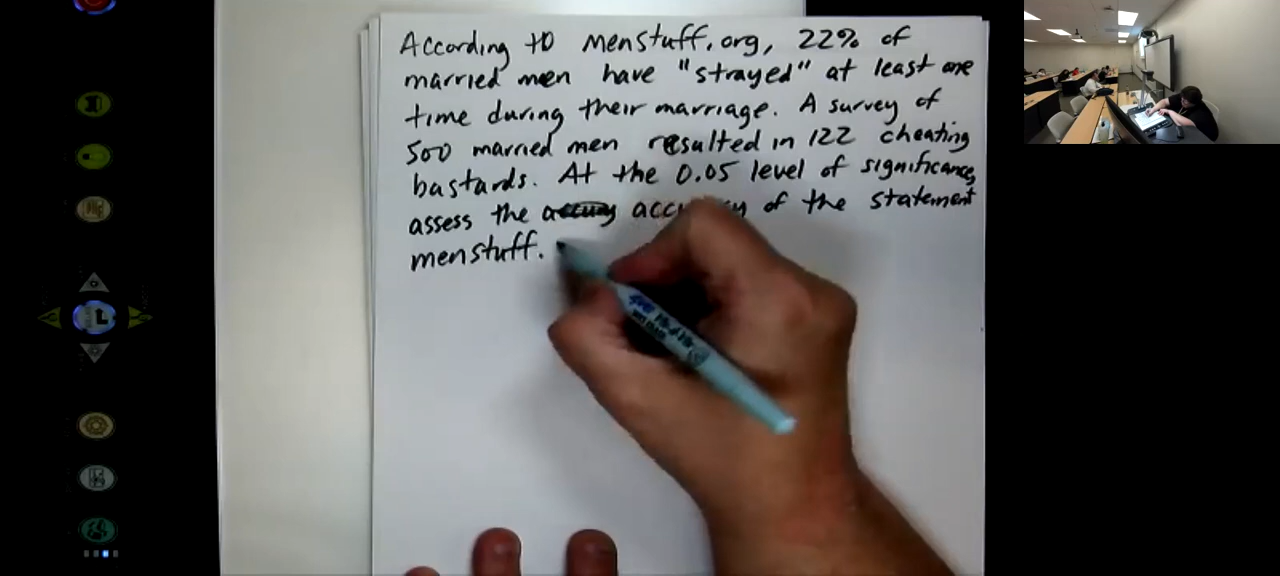 According to menstuff.org, 22% of
married men have "strayed" at least one
time during their marriage. A survey of
500 married men resulted in 122 cheating
bastards. At the 0.05 level of significance,
assess the of the statement
menstuff.